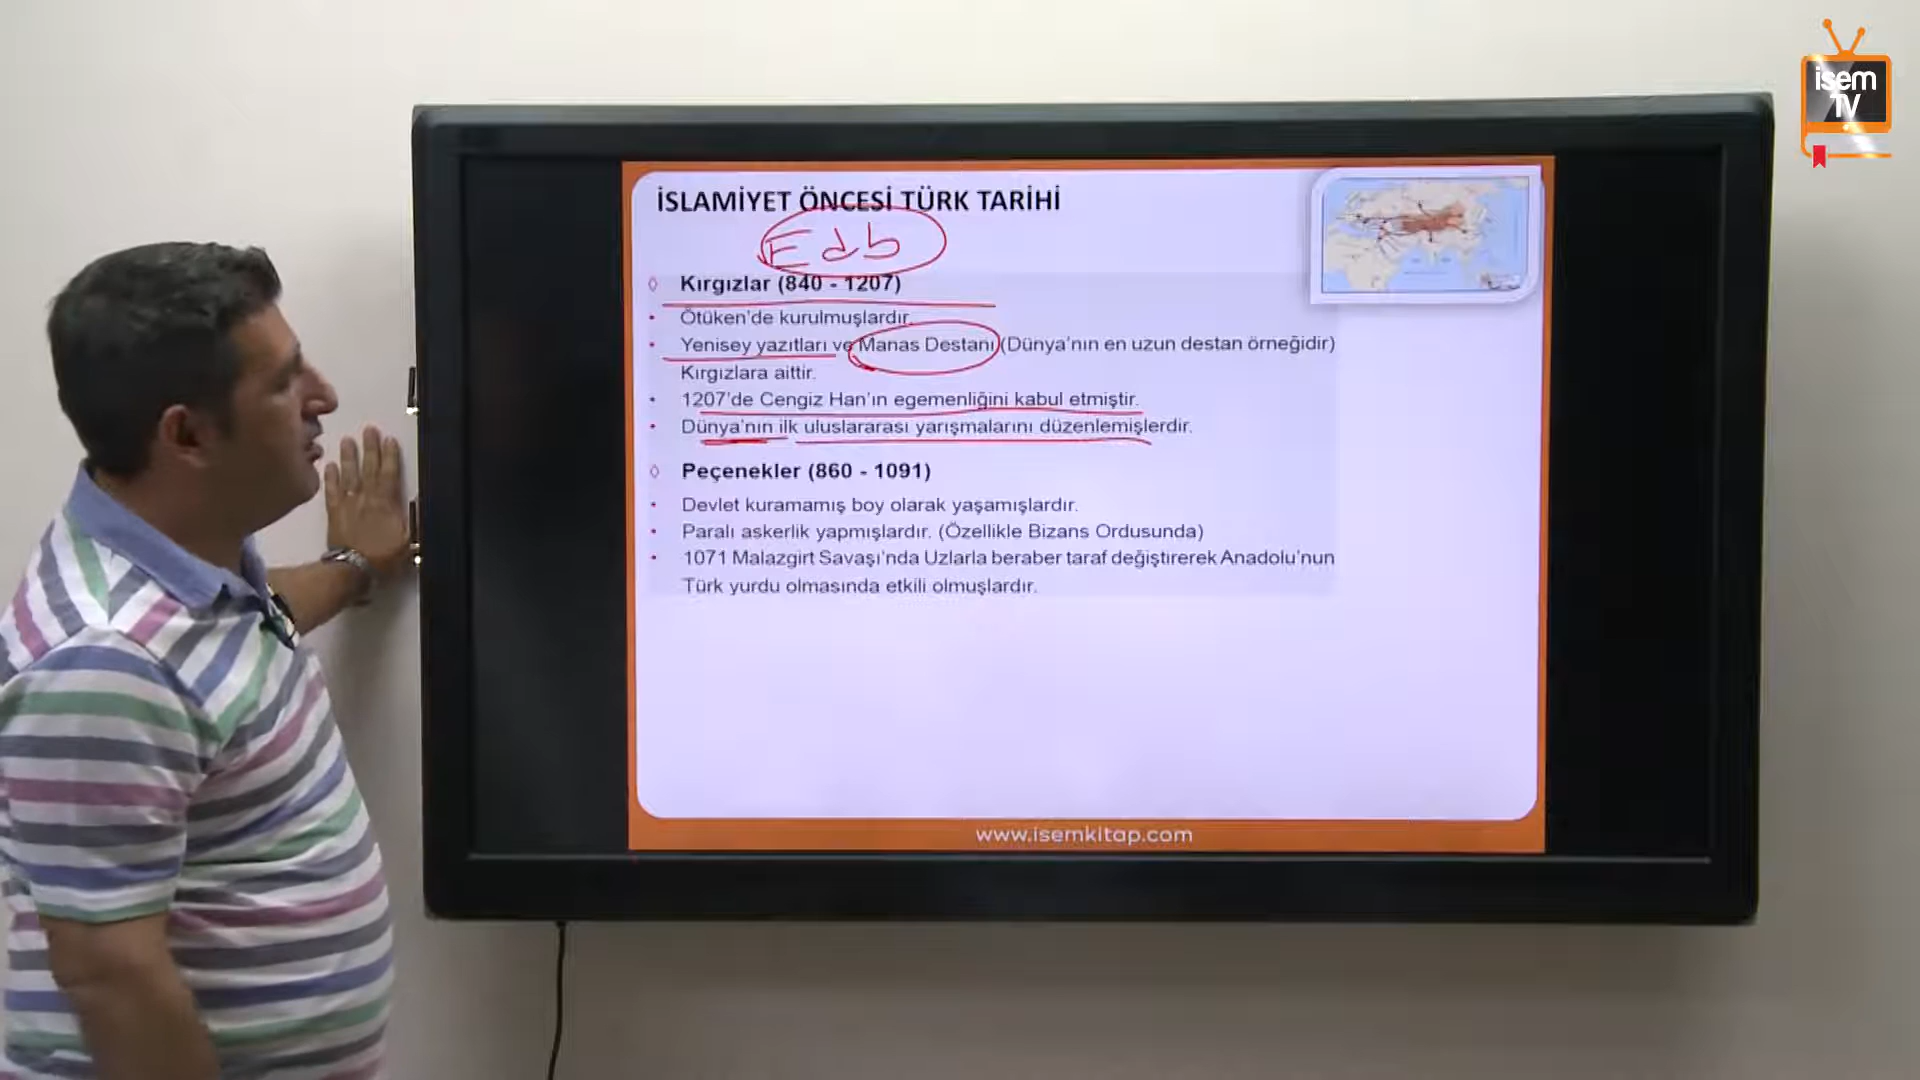 isem
TV
İSLAMİYET ÖNCESİ TÜRK TARİHİ
Edb
Kırgızlar (840 - 1207)
Ötüken'de kurulmuşlardır.
Yenisey yazıtları ve Manas Destanı (Dünya'nın en uzun destan örneğidir)
Kırgızlara aittir.
1207'de Cengiz Han'ın egemenliğini kabul etmiştir.
Dünya'nın ilk uluslararası yarışmalarını düzenlemişlerdir.
Peçenekler (860 - 1091)
Devlet kuramamış boy olarak yaşamışlardır.
Paralı askerlik yapmışlardır. (Özellikle Bizans Ordusunda)
1071 Malazgirt Savaşı'nda Uzlarla beraber taraf değiştirerek Anadolu'nun
Türk yurdu olmasında etkili olmuşlardır.
www.isemkitap.com